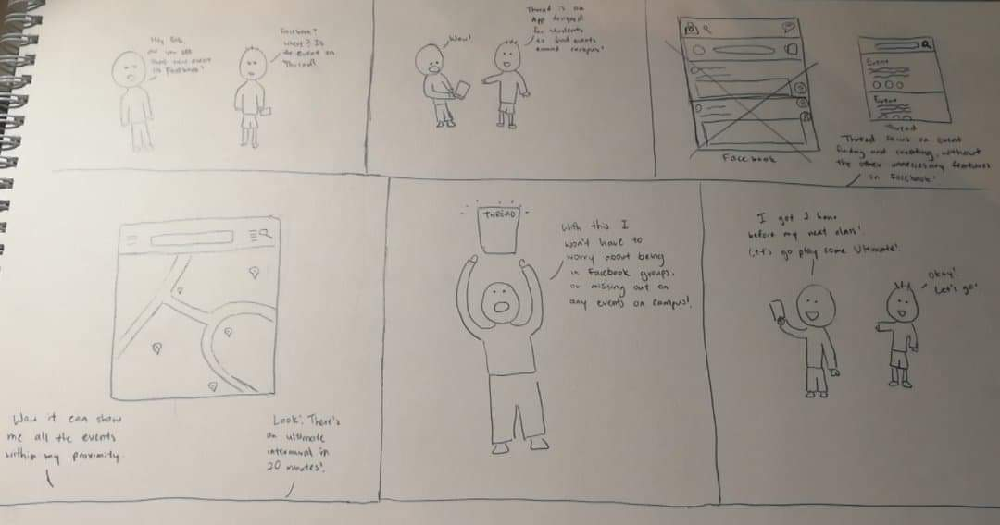 Hey Bob,
did you see
that new event
on Facebook?
Facebook?
What? Is
the event on
Thread?
Wow!
Thread is an
App designed
for students
to find events
around campus!
Facebook
Event
Event
Thread
Thread focus on event
finding and creating, without
the other unnecessary features
in Facebook!
Wow it can show
me all the events
within my proximity.
Look! There's
an ultimate
intramural in
20 minutes!
THREAD
With this I
won't have to
worry about being
in Facebook groups,
or missing out on
any events on campus!
I got 2 hours
before my next class!
Let's go play some Ultimate!
Okay!
Let's go!